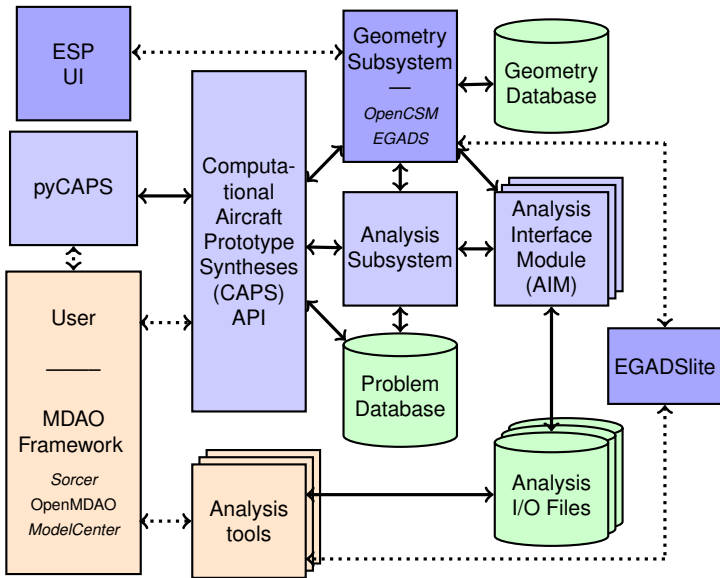 ESP
UI
Geometry
Subsystem
—
OpenCSM
EGADS
Geometry
Database
pyCAPS
Computa-
tional
Aircraft
Prototype
Syntheses
(CAPS)
API
Analysis
Subsystem
Analysis
Interface
Module
(AIM)
User
MDAO
Framework
Sorcer
OpenMDAO
ModelCenter
Problem
Database
EGADSlite
Analysis
tools
Analysis
I/O Files